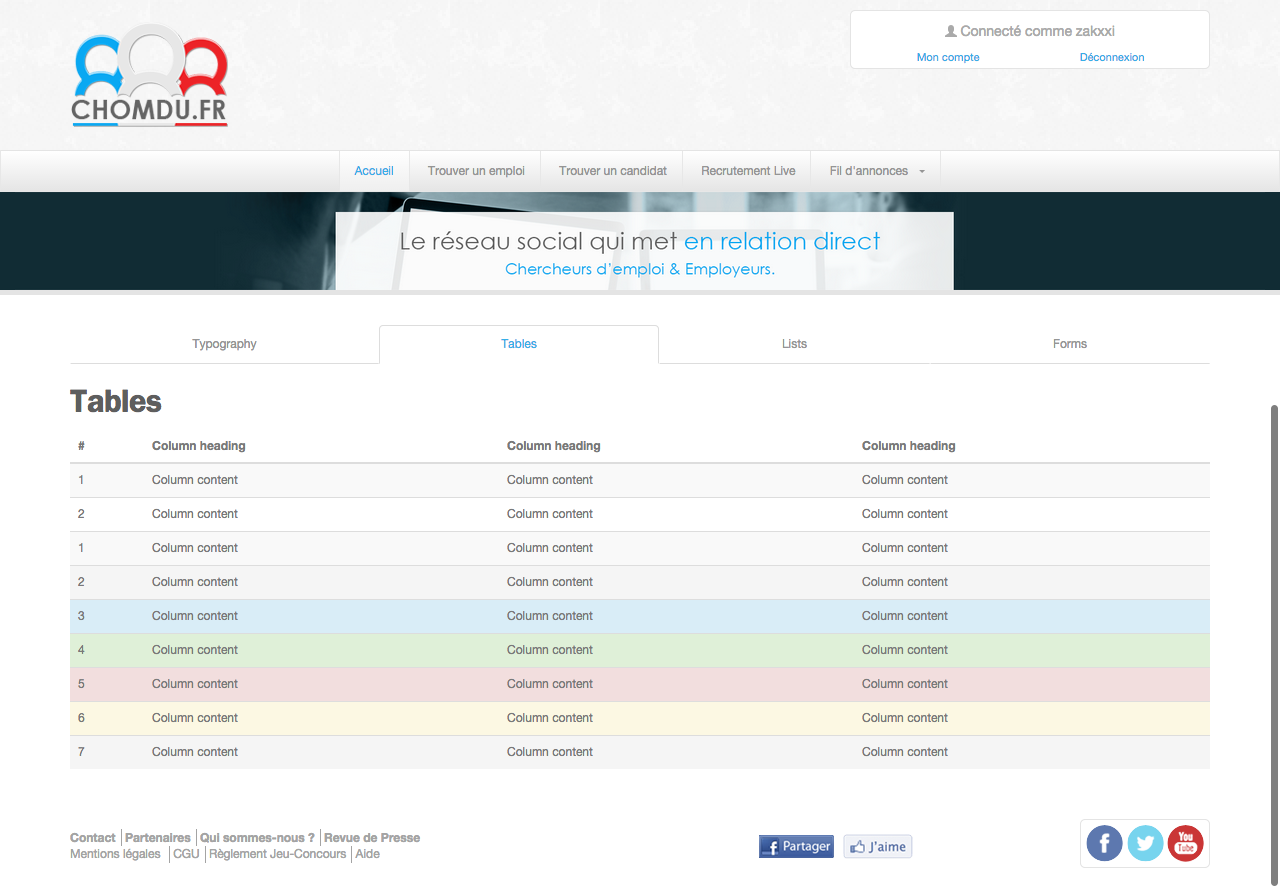 CHOMDU.FR
Connecté comme zakxxi
Mon compte Déconnexion
Accueil Trouver un emploi Trouver un candidat Recrutement Live Fil d'annonces
Le réseau social qui met en relation direct
Chercheurs d'emploi & Employeurs.
Typography Tables Lists Forms
Tables
# Column heading Column heading Column heading
1 Column content Column content Column content
2 Column content Column content Column content
1 Column content Column content Column content
2 Column content Column content Column content
3 Column content Column content Column content
4 Column content Column content Column content
5 Column content Column content Column content
6 Column content Column content Column content
7 Column content Column content Column content
Contact Partenaires Qui sommes-nous ? Revue de Presse
Mentions légales CGU Règlement Jeu-Concours Aide
f Partager J'aime
f You Tube